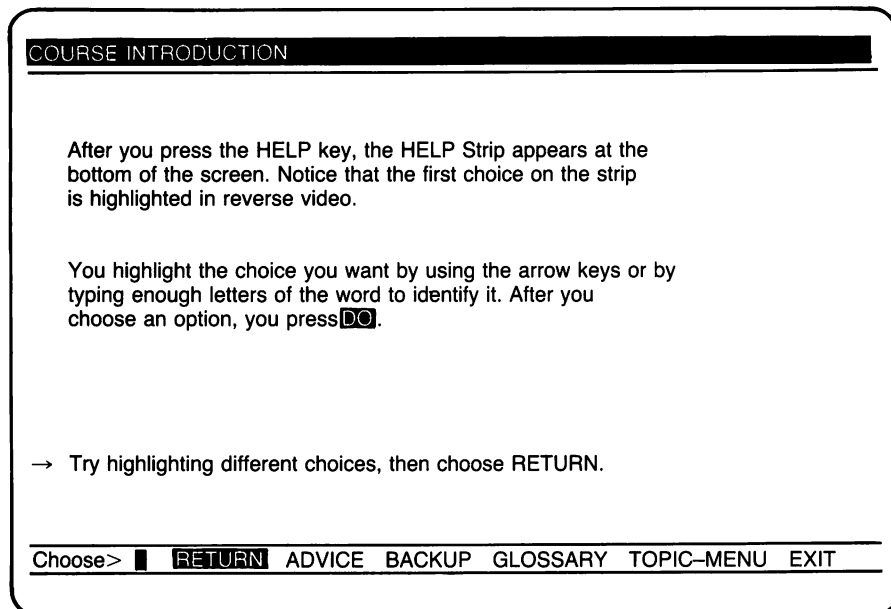 COURSE INTRODUCTION
After you press the HELP key, the HELP Strip appears at the
bottom of the screen. Notice that the first choice on the strip
is highlighted in reverse video.
You highlight the choice you want by using the arrow keys or by
typing enough letters of the word to identify it. After you
choose an option, you press DO.
→ Try highlighting different choices, then choose RETURN.
Choose> RETURN ADVICE BACKUP GLOSSARY TOPIC–MENU EXIT